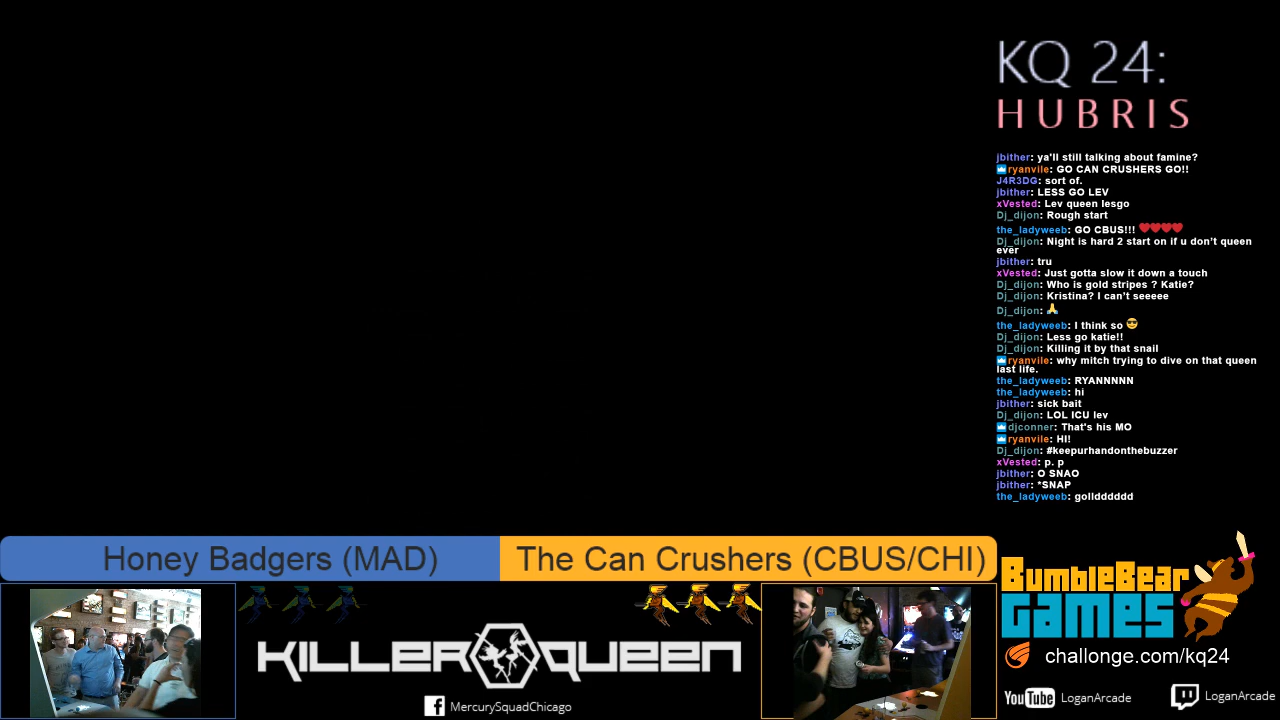 KQ 24:
HUBRIS
jbither: ya'll still talking about famine?
ryanvile: GO CAN CRUSHERS GO!!
J4R3DG: sort of.
jbither: LESS GO LEV
xVested: Lev queen lesgo
Dj_dijon: Rough start
the_ladyweeb: GO CBUS!!! ❤❤❤❤
Dj_dijon: Night is hard 2 start on if u don't queen
ever
jbither: tru
xVested: Just gotta slow it down a touch
Dj_dijon: Who is gold stripes ? Katie?
Dj_dijon: Kristina? I can't seeeee
Dj_dijon: 🙏
the_ladyweeb: I think so 😎
Dj_dijon: Less go katie!!
Dj_dijon: Killing it by that snail
ryanvile: why mitch trying to dive on that queen
last life.
the_ladyweeb: RYANNNNN
the_ladyweeb: hi
jbither: sick bait
Dj_dijon: LOL ICU lev
djconner: That's his MO
ryanvile: HI!
Dj_dijon: #keepurhandonthebuzzer
xVested: p. p
jbither: O SNAO
jbither: *SNAP
the_ladyweeb: gollddddddd
Honey Badgers (MAD)
The Can Crushers (CBUS/CHI)
BumbleBear
Games
KILLER QUEEN
challonge.com/kq24
MercurySquadChicago
YouTube LoganArcade
LoganArcade